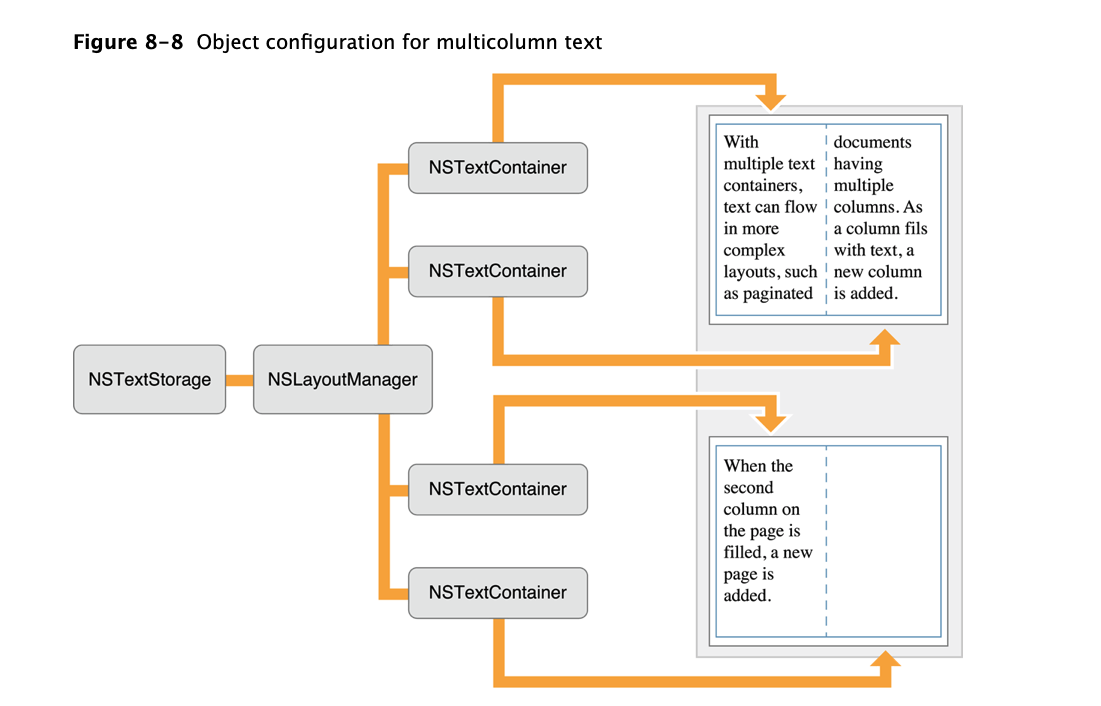 Figure 8-8 Object configuration for multicolumn text
NSTextStorage
NSLayoutManager
NSTextContainer
NSTextContainer
NSTextContainer
NSTextContainer
With
multiple text
containers,
text can flow
in more
complex
layouts, such
as paginated
documents
having
multiple
columns. As
a column fils
with text, a
new column
is added.
When the
second
column on
the page is
filled, a new
page is
added.